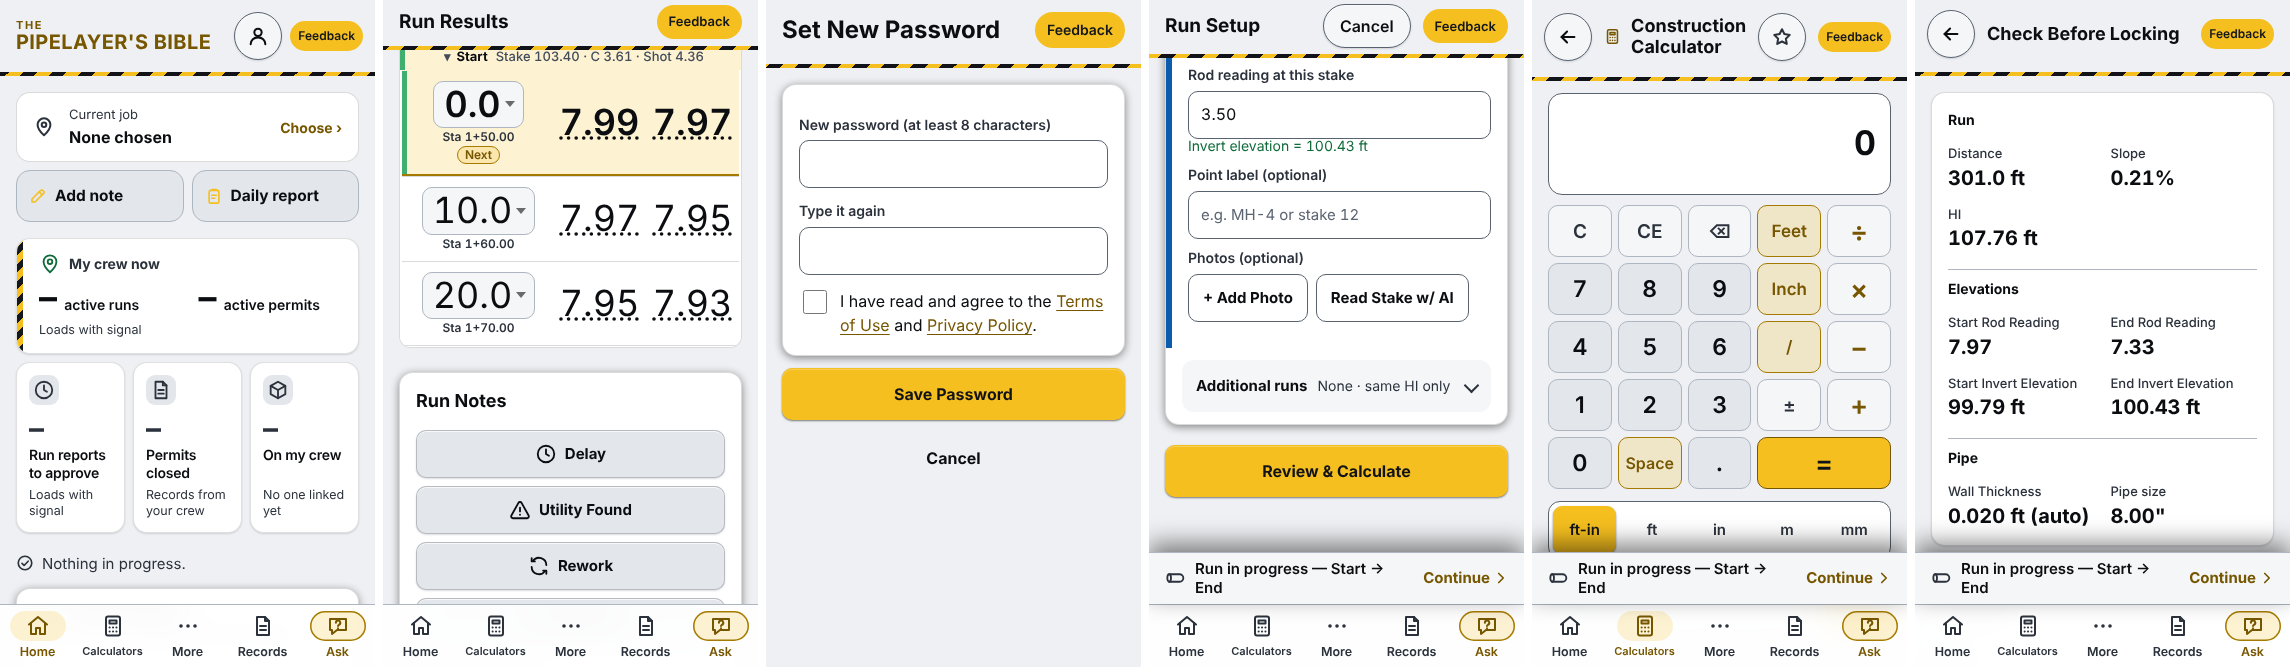 THE
PIPELAYER'S BIBLE
Feedback
Current job
None chosen
Choose ›
Add note
Daily report
My crew now
– active runs
– active permits
Loads with signal
–
Run reports
to approve
Loads with
signal
–
Permits
closed
Records from
your crew
–
On my crew
No one linked
yet
Nothing in progress.
Home
Calculators
More
Records
Ask
Run Results
Feedback
▾ Start Stake 103.40 · C 3.61 · Shot 4.36
0.0 7.99 7.97
Sta 1+50.00
Next
10.0 7.97 7.95
Sta 1+60.00
20.0 7.95 7.93
Sta 1+70.00
Run Notes
Delay
Utility Found
Rework
Home
Calculators
More
Records
Ask
Set New Password
Feedback
New password (at least 8 characters)
Type it again
I have read and agree to the Terms
of Use and Privacy Policy.
Save Password
Cancel
Run Setup
Cancel
Feedback
Rod reading at this stake
3.50
Invert elevation = 100.43 ft
Point label (optional)
e.g. MH-4 or stake 12
Photos (optional)
+ Add Photo
Read Stake w/ AI
Additional runs None · same HI only
Review & Calculate
Run in progress — Start →
End
Continue ›
Home
Calculators
More
Records
Ask
Construction
Calculator
Feedback
0
C CE ⌫ Feet ÷
7 8 9 Inch ×
4 5 6 / −
1 2 3 ± +
0 Space . =
ft-in ft in m mm
Run in progress — Start →
End
Continue ›
Home
Calculators
More
Records
Ask
Check Before Locking
Feedback
Run
Distance Slope
301.0 ft 0.21%
HI
107.76 ft
Elevations
Start Rod Reading End Rod Reading
7.97 7.33
Start Invert Elevation End Invert Elevation
99.79 ft 100.43 ft
Pipe
Wall Thickness Pipe size
0.020 ft (auto) 8.00"
Run in progress — Start →
End
Continue ›
Home
Calculators
More
Records
Ask